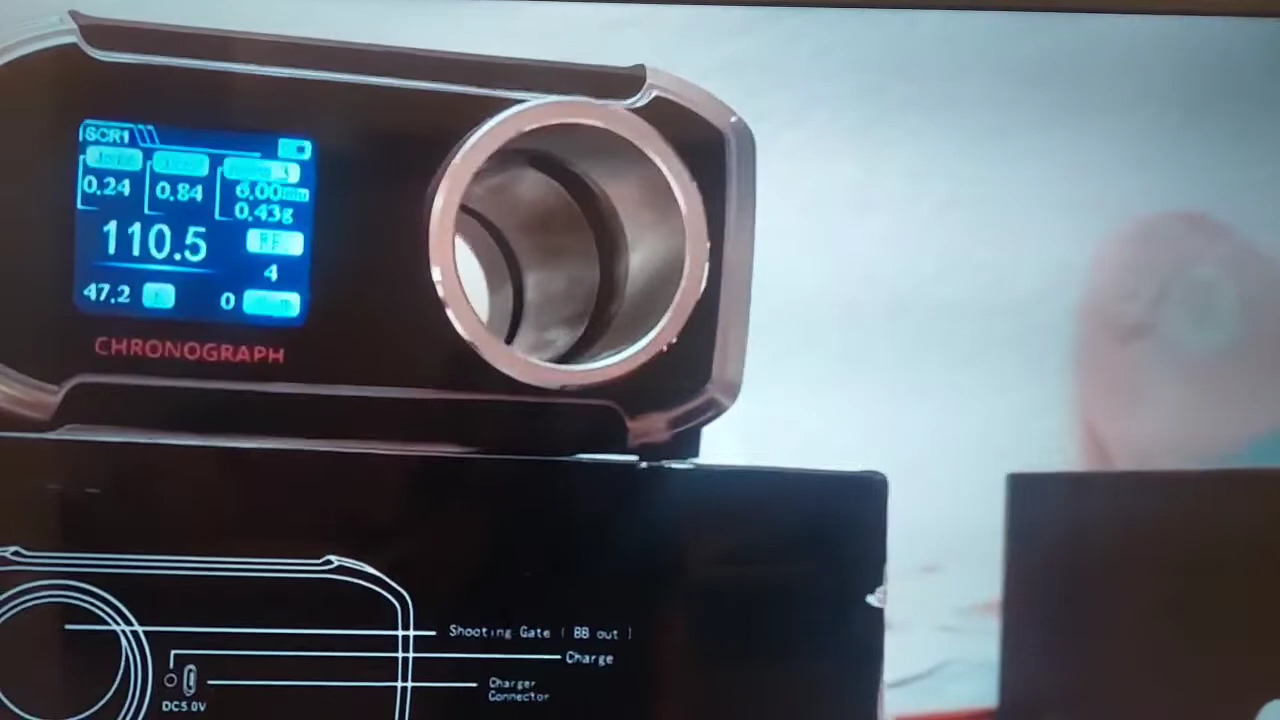 SCR1
0.24
0.84
6.00mm
0.43g
110.5
4
47.2
0
CHRONOGRAPH
Shooting Gate ( BB out )
Charge
Charger
Connector
DC5.0V